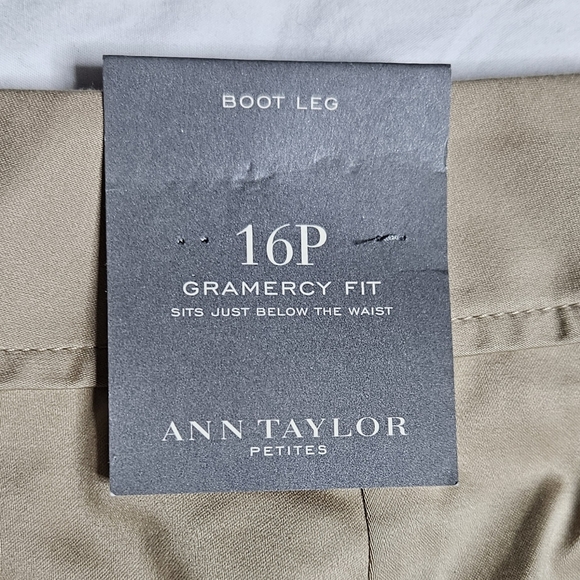 BOOT LEG
16P
GRAMERCY FIT
SITS JUST BELOW THE WAIST
ANN TAYLOR
PETITES